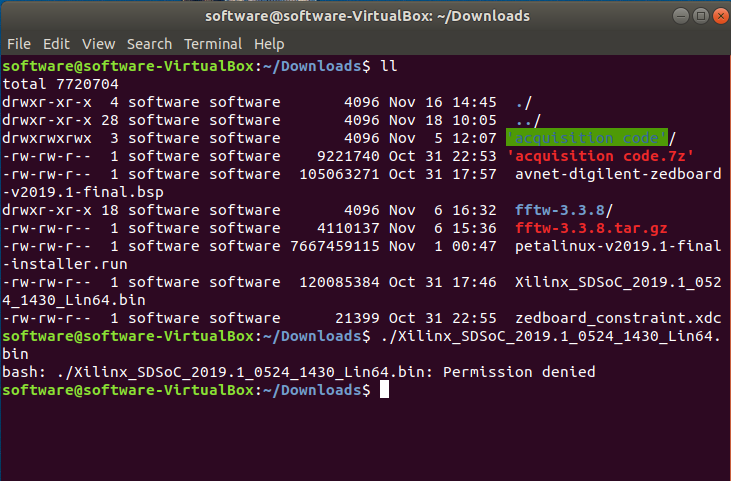 software@software-VirtualBox: ~/Downloads
File Edit View Search Terminal Help
software@software-VirtualBox:~/Downloads$ ll
total 7720704
drwxr-xr-x  4 software software       4096 Nov 16 14:45  ./
drwxr-xr-x 28 software software       4096 Nov 18 10:05  ../
drwxrwxrwx  3 software software       4096 Nov  5 12:07 'acquisition code'/
-rw-rw-r--  1 software software    9221740 Oct 31 22:53 'acquisition code.7z'
-rw-rw-r--  1 software software  105063271 Oct 31 17:57  avnet-digilent-zedboard
-v2019.1-final.bsp
drwxr-xr-x 18 software software       4096 Nov  6 16:32  fftw-3.3.8/
-rw-rw-r--  1 software software    4110137 Nov  6 15:36  fftw-3.3.8.tar.gz
-rw-rw-r--  1 software software 7667459115 Nov  1 00:47  petalinux-v2019.1-final
-installer.run
-rw-rw-r--  1 software software  120085384 Oct 31 17:46  Xilinx_SDSoC_2019.1_052
4_1430_Lin64.bin
-rw-rw-r--  1 software software      21399 Oct 31 22:55  zedboard_constraint.xdc
software@software-VirtualBox:~/Downloads$ ./Xilinx_SDSoC_2019.1_0524_1430_Lin64.
bin
bash: ./Xilinx_SDSoC_2019.1_0524_1430_Lin64.bin: Permission denied
software@software-VirtualBox:~/Downloads$